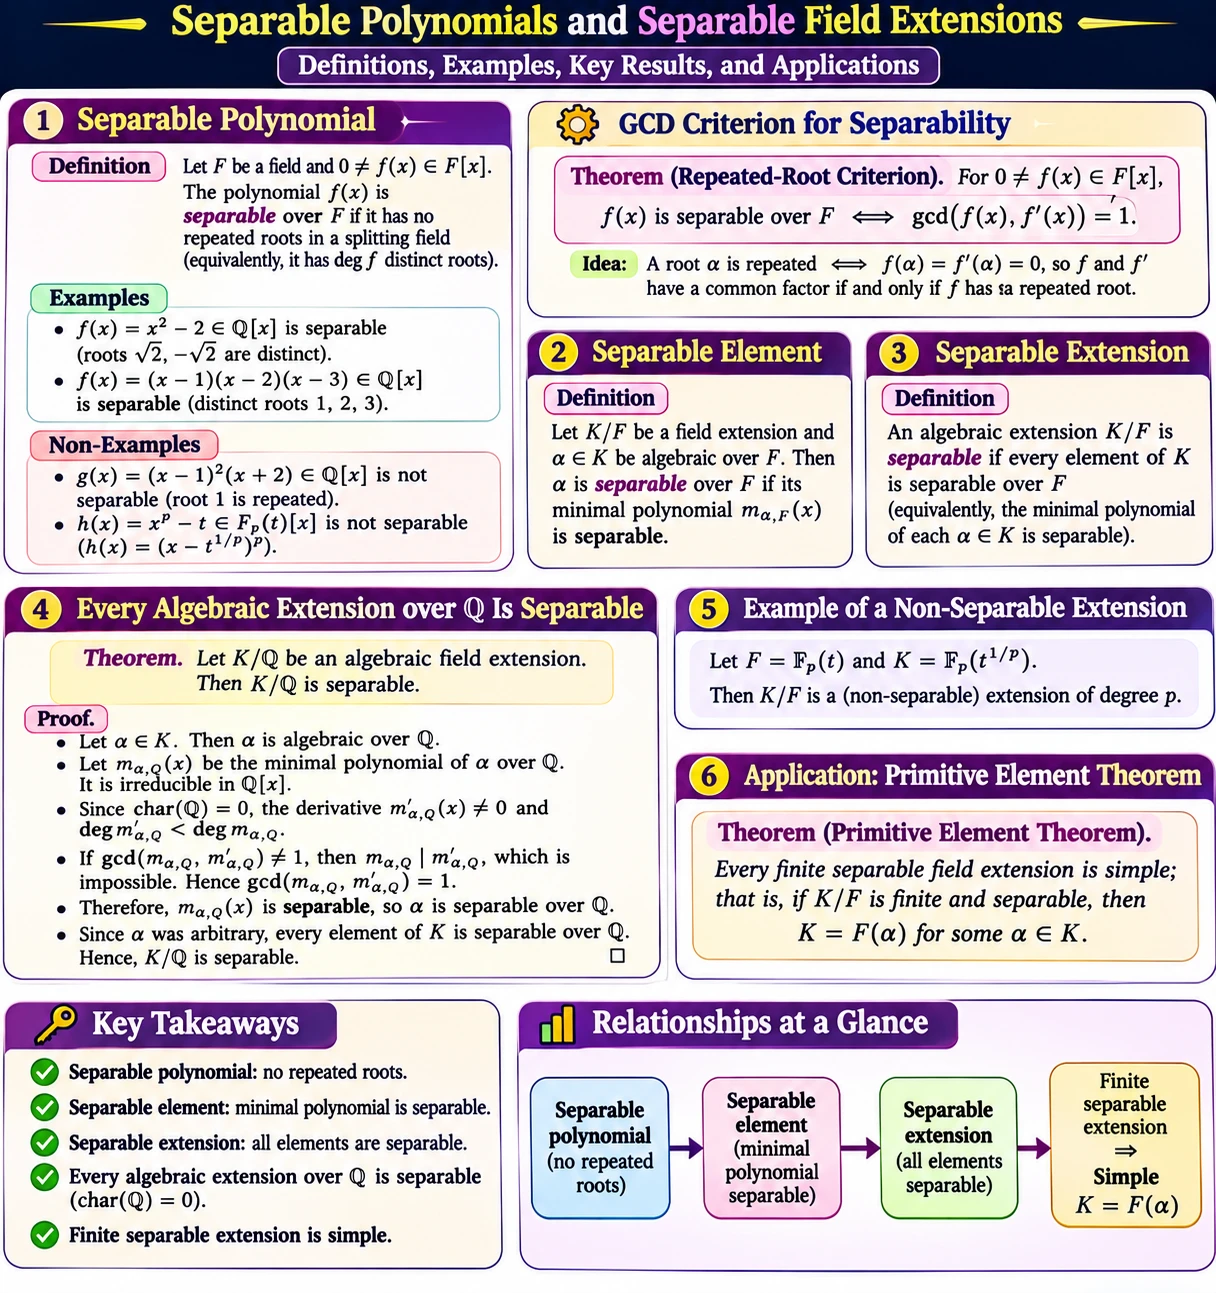 Separable Polynomials and Separable Field Extensions
Definitions, Examples, Key Results, and Applications
1 Separable Polynomial
Definition
Let F be a field and 0 ≠ f(x) ∈ F[x].
The polynomial f(x) is
separable over F if it has no
repeated roots in a splitting field
(equivalently, it has deg f distinct roots).
Examples
• f(x) = x² − 2 ∈ ℚ[x] is separable
(roots √2, −√2 are distinct).
• f(x) = (x − 1)(x − 2)(x − 3) ∈ ℚ[x]
is separable (distinct roots 1, 2, 3).
Non-Examples
• g(x) = (x − 1)²(x + 2) ∈ ℚ[x] is not
separable (root 1 is repeated).
• h(x) = xᵖ − t ∈ Fₚ(t)[x] is not separable
(h(x) = (x − t^{1/p})ᵖ).
GCD Criterion for Separability
Theorem (Repeated-Root Criterion). For 0 ≠ f(x) ∈ F[x],
f(x) is separable over F ⟺ gcd(f(x), f′(x)) = 1.
Idea: A root α is repeated ⟺ f(α) = f′(α) = 0, so f and f′
have a common factor if and only if f has sa repeated root.
2 Separable Element
Definition
Let K/F be a field extension and
α ∈ K be algebraic over F. Then
α is separable over F if its
minimal polynomial m_{α,F}(x)
is separable.
3 Separable Extension
Definition
An algebraic extension K/F is
separable if every element of K
is separable over F
(equivalently, the minimal polynomial
of each α ∈ K is separable).
4 Every Algebraic Extension over ℚ Is Separable
Theorem. Let K/ℚ be an algebraic field extension.
Then K/ℚ is separable.
Proof.
• Let α ∈ K. Then α is algebraic over ℚ.
• Let m_{α,Q}(x) be the minimal polynomial of α over ℚ.
It is irreducible in ℚ[x].
• Since char(ℚ) = 0, the derivative m′_{α,Q}(x) ≠ 0 and
deg m′_{α,Q} < deg m_{α,Q}.
• If gcd(m_{α,Q}, m′_{α,Q}) ≠ 1, then m_{α,Q} | m′_{α,Q}, which is
impossible. Hence gcd(m_{α,Q}, m′_{α,Q}) = 1.
• Therefore, m_{α,Q}(x) is separable, so α is separable over ℚ.
• Since α was arbitrary, every element of K is separable over ℚ.
Hence, K/ℚ is separable. □
5 Example of a Non-Separable Extension
Let F = 𝔽ₚ(t) and K = 𝔽ₚ(t^{1/p}).
Then K/F is a (non-separable) extension of degree p.
6 Application: Primitive Element Theorem
Theorem (Primitive Element Theorem).
Every finite separable field extension is simple;
that is, if K/F is finite and separable, then
K = F(α) for some α ∈ K.
Key Takeaways
Separable polynomial: no repeated roots.
Separable element: minimal polynomial is separable.
Separable extension: all elements are separable.
Every algebraic extension over ℚ is separable
(char(ℚ) = 0).
Finite separable extension is simple.
Relationships at a Glance
Separable
polynomial
(no repeated
roots)
Separable
element
(minimal
polynomial
separable)
Separable
extension
(all elements
separable)
Finite
separable
extension
⇒
Simple
K = F(α)